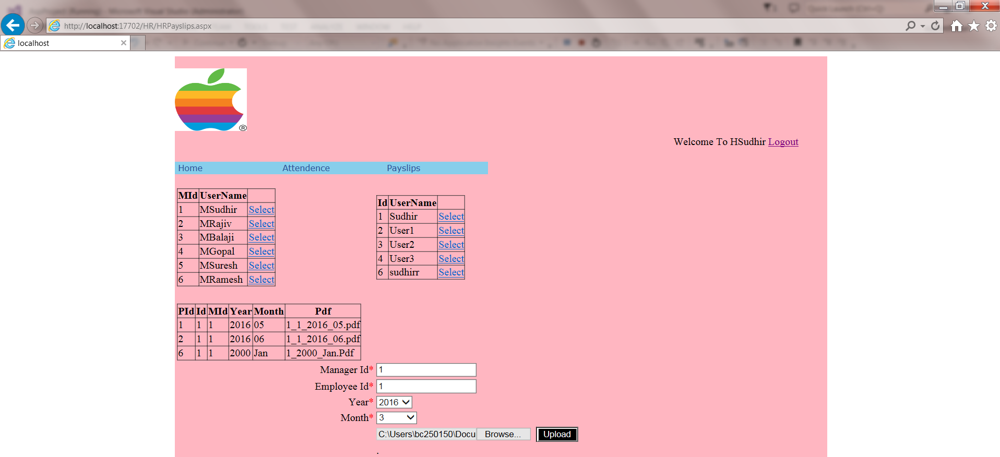 http://localhost:17702/HR/HRPayslips.aspx
localhost
®
Welcome To HSudhir Logout
Home Attendence Payslips
MId UserName
1 MSudhir Select
2 MRajiv Select
3 MBalaji Select
4 MGopal Select
5 MSuresh Select
6 MRamesh Select
Id UserName
1 Sudhir Select
2 User1 Select
3 User2 Select
4 User3 Select
6 sudhirr Select
PId Id MId Year Month Pdf
1 1 1 2016 05 1_1_2016_05.pdf
2 1 1 2016 06 1_1_2016_06.pdf
6 1 1 2000 Jan 1_2000_Jan.Pdf
Manager Id* 1
Employee Id* 1
Year* 2016
Month* 3
C:\Users\bc250150\Docu Browse... Upload
.